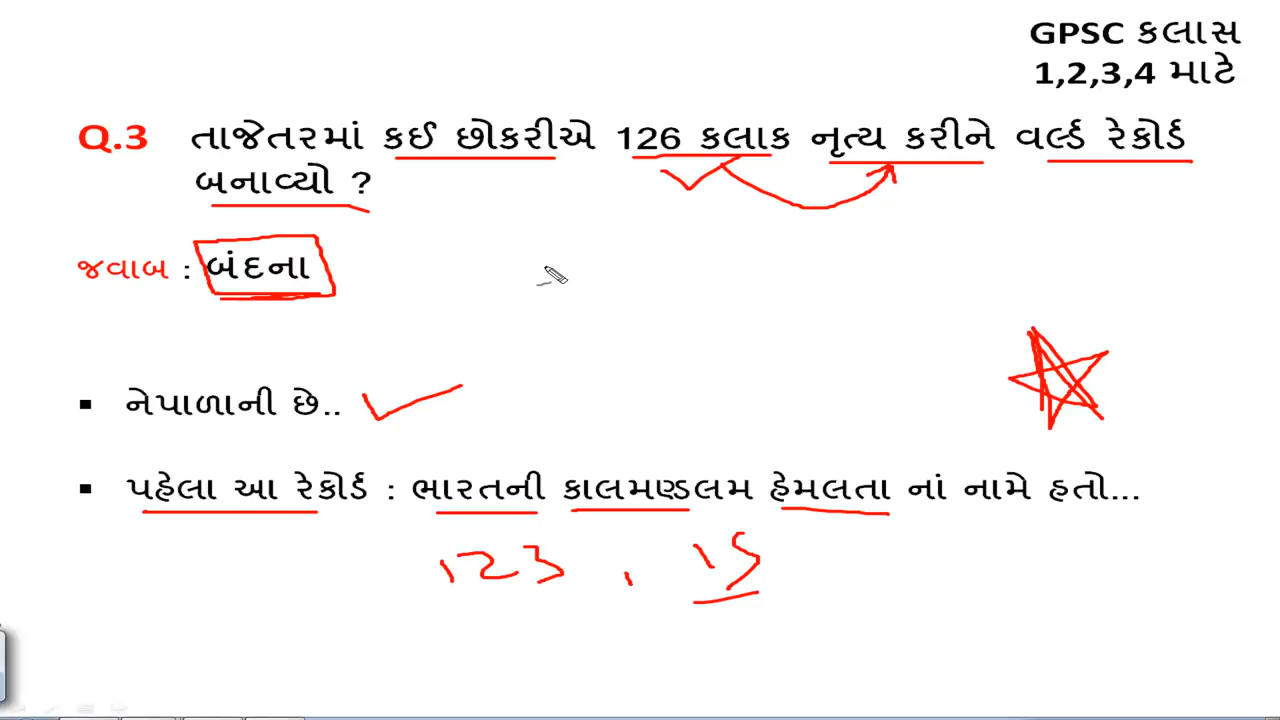 GPSC કલાસ
1,2,3,4 માટે
Q.3 તાજેતરમાં કઈ છોકરીએ 126 કલાક નૃત્ય કરીને વર્લ્ડ રેકોર્ડ
બનાવ્યો ?
જવાબ : બંદના
▪ નેપાળાની છે..
▪ પહેલા આ રેકોર્ડ : ભારતની કાલમણ્ડલમ હેમલતા નાં નામે હતો...
123 , 15